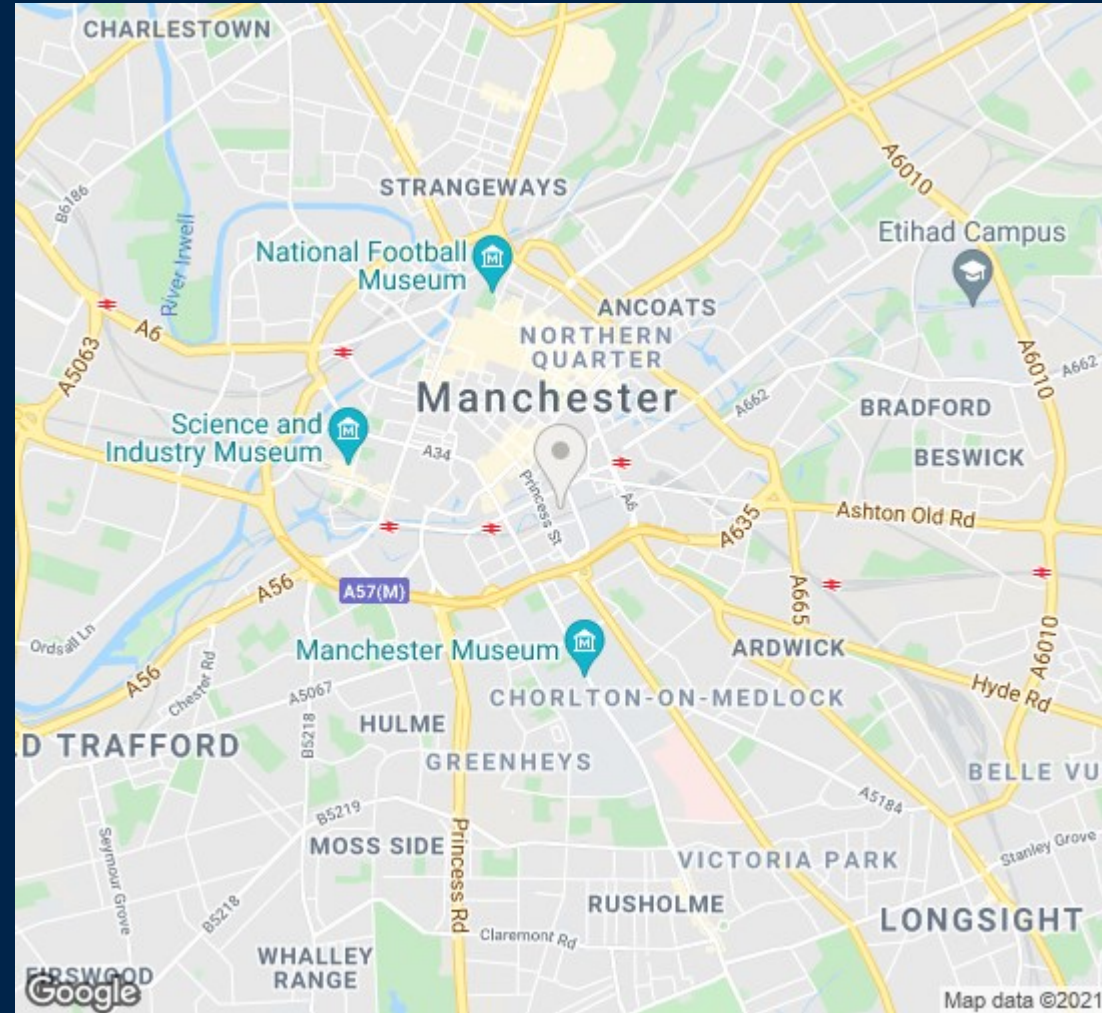 CHARLESTOWN
B6186
A6010
STRANGEWAYS
River Irwell
National Football
Museum
Etihad Campus
A6
A5063
ANCOATS
NORTHERN
QUARTER
A6010
A662
Manchester
A662
BRADFORD
Science and
Industry Museum
A34
BESWICK
Princess St
A6
A635
Ashton Old Rd
A56
A57(M)
A665
A6010
Ordsall Ln
Manchester Museum
ARDWICK
A56
Chester Rd
A5067
CHORLTON-ON-MEDLOCK
Hyde Rd
HULME
B5218
D TRAFFORD
GREENHEYS
BELLE VU
A5184
B5219
Seymour Grove
MOSS SIDE
Princess Rd
VICTORIA PARK
Stanley Grove
B5218
RUSHOLME
LONGSIGHT
Claremont Rd
WHALLEY
RANGE
FIRSWOOD
Google
Map data ©2021